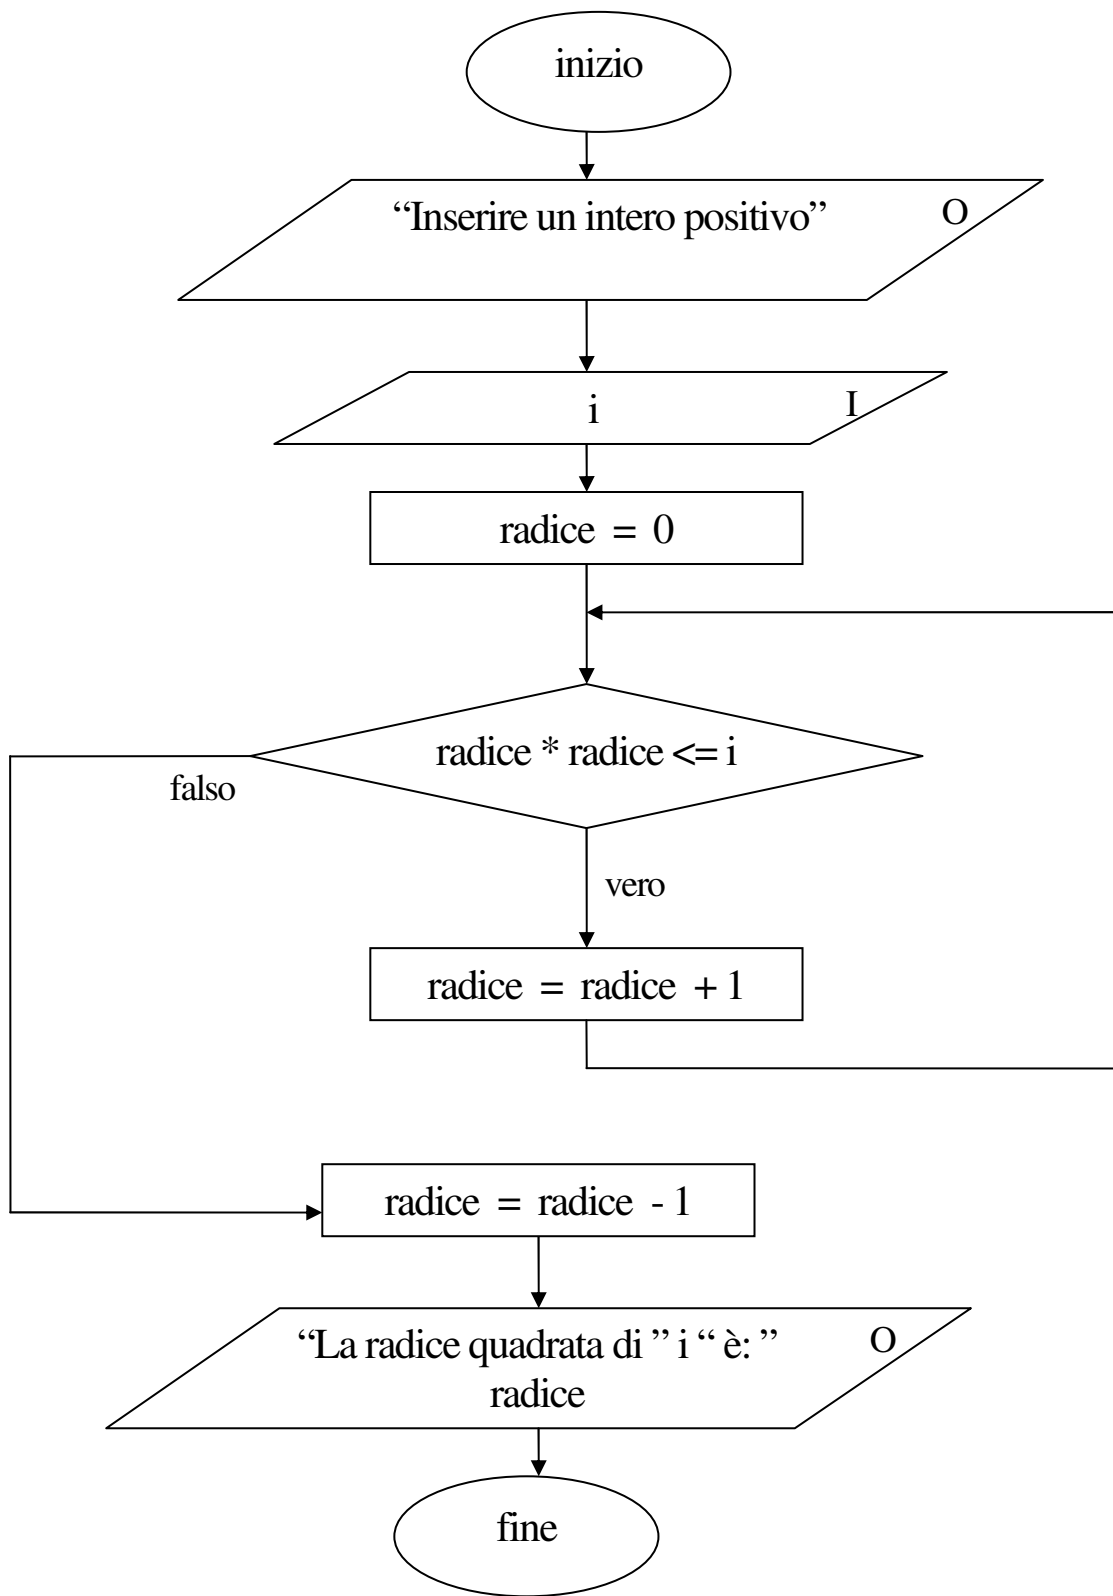 inizio
“Inserire un intero positivo” O
i I
radice = 0
radice * radice <= i
falso
vero
radice = radice + 1
radice = radice - 1
“La radice quadrata di ” i “ è: ” O
radice
fine